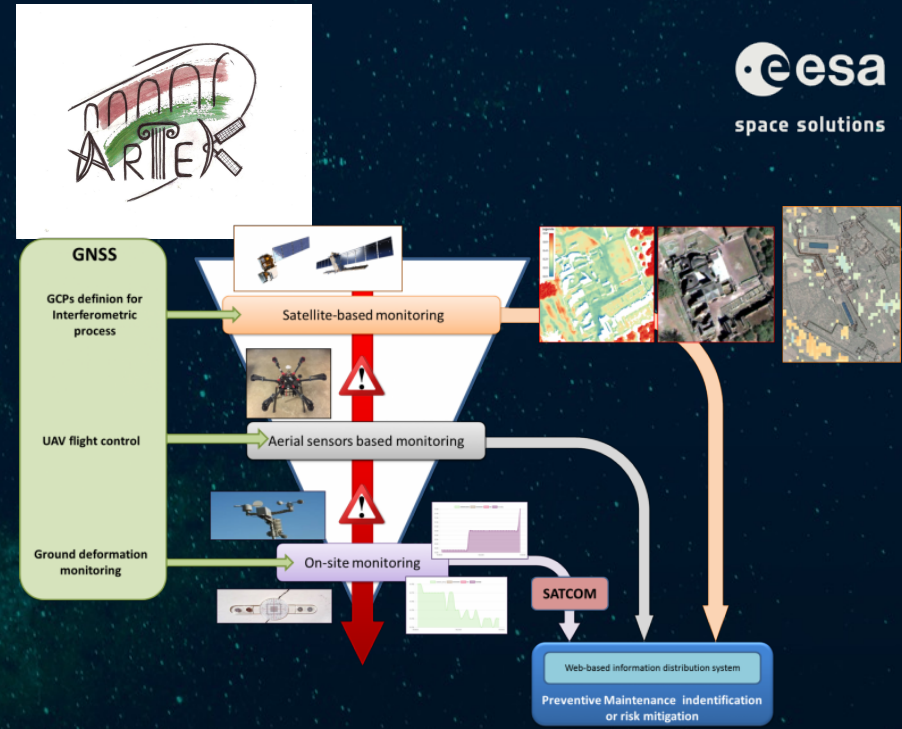 ARTEK
esa
space solutions
GNSS
GCPs definion for
Interferometric
process
Satellite-based monitoring
UAV flight control
Aerial sensors based monitoring
Ground deformation
monitoring
On-site monitoring
SATCOM
Web-based information distribution system
Preventive Maintenance indentification
or risk mitigation